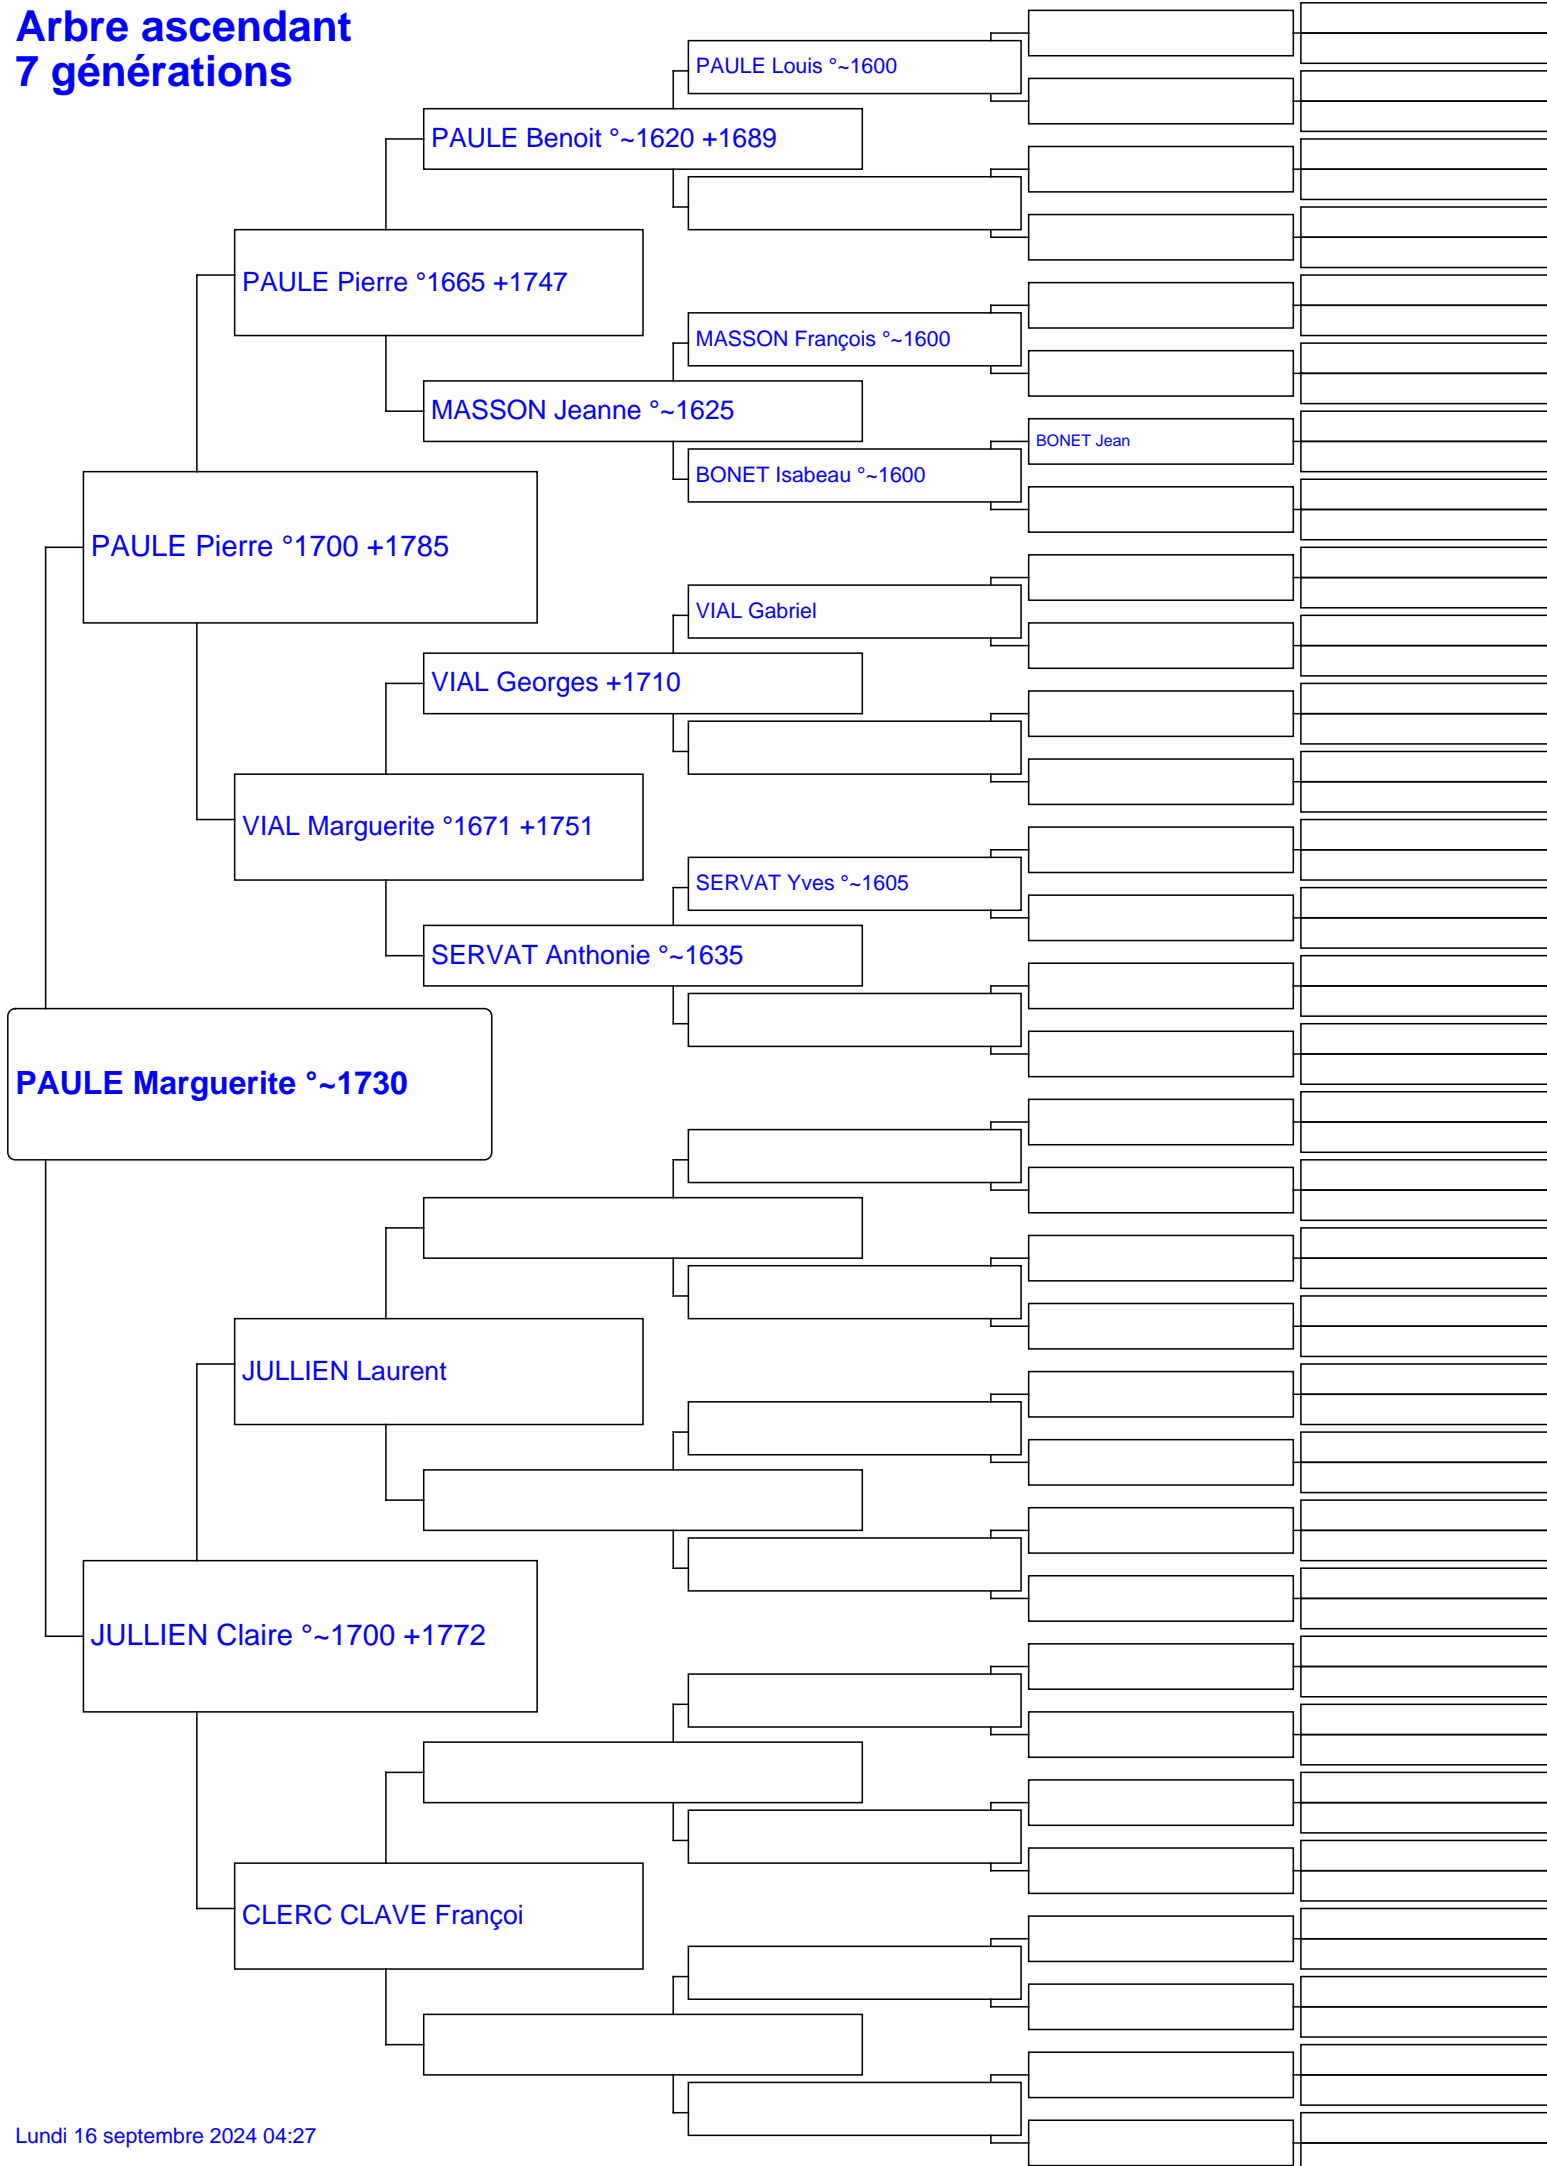 Arbre ascendant
7 générations
PAULE Louis °~1600
PAULE Benoit °~1620 +1689
PAULE Pierre °1665 +1747
MASSON François °~1600
MASSON Jeanne °~1625
BONET Jean
BONET Isabeau °~1600
PAULE Pierre °1700 +1785
VIAL Gabriel
VIAL Georges +1710
VIAL Marguerite °1671 +1751
SERVAT Yves °~1605
SERVAT Anthonie °~1635
PAULE Marguerite °~1730
JULLIEN Laurent
JULLIEN Claire °~1700 +1772
CLERC CLAVE Françoi
Lundi 16 septembre 2024 04:27